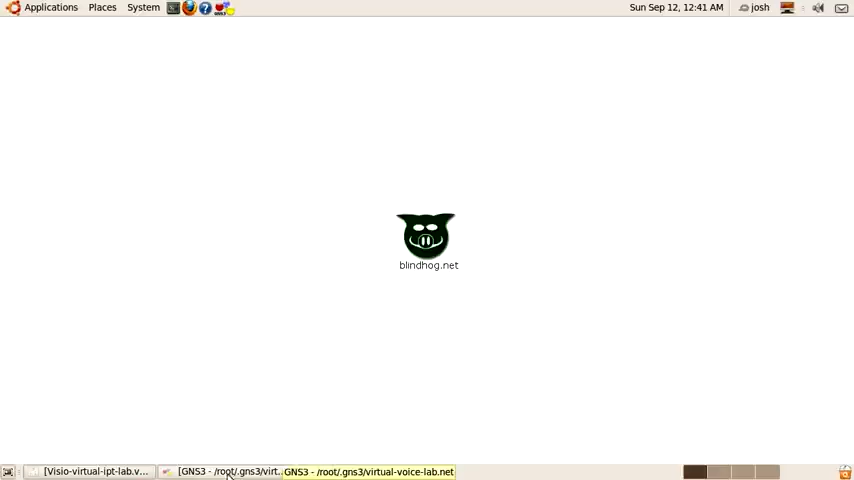 Applications Places System
Sun Sep 12, 12:41 AM josh
blindhog.net
[Visio-virtual-ipt-lab.v...
[GNS3 - /root/.gns3/virt...
GNS3 - /root/.gns3/virtual-voice-lab.net